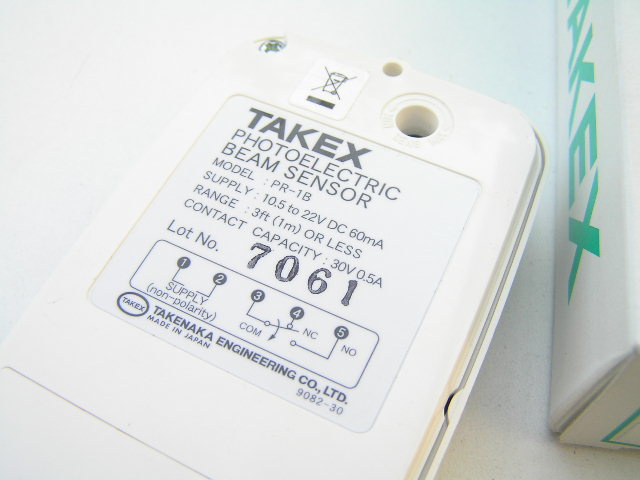 TAKEX
PHOTOELECTRIC
BEAM SENSOR
MODEL : PR-1B
SUPPLY : 10.5 to 22V DC 60mA
RANGE : 3ft (1m) OR LESS
CONTACT CAPACITY : 30V 0.5A
Lot No. 7061
1 2 3 4 5
SUPPLY
(non-polarity)
COM NC NO
TAKEX TAKENAKA ENGINEERING CO., LTD.
MADE IN JAPAN
9082-30
TAKEX